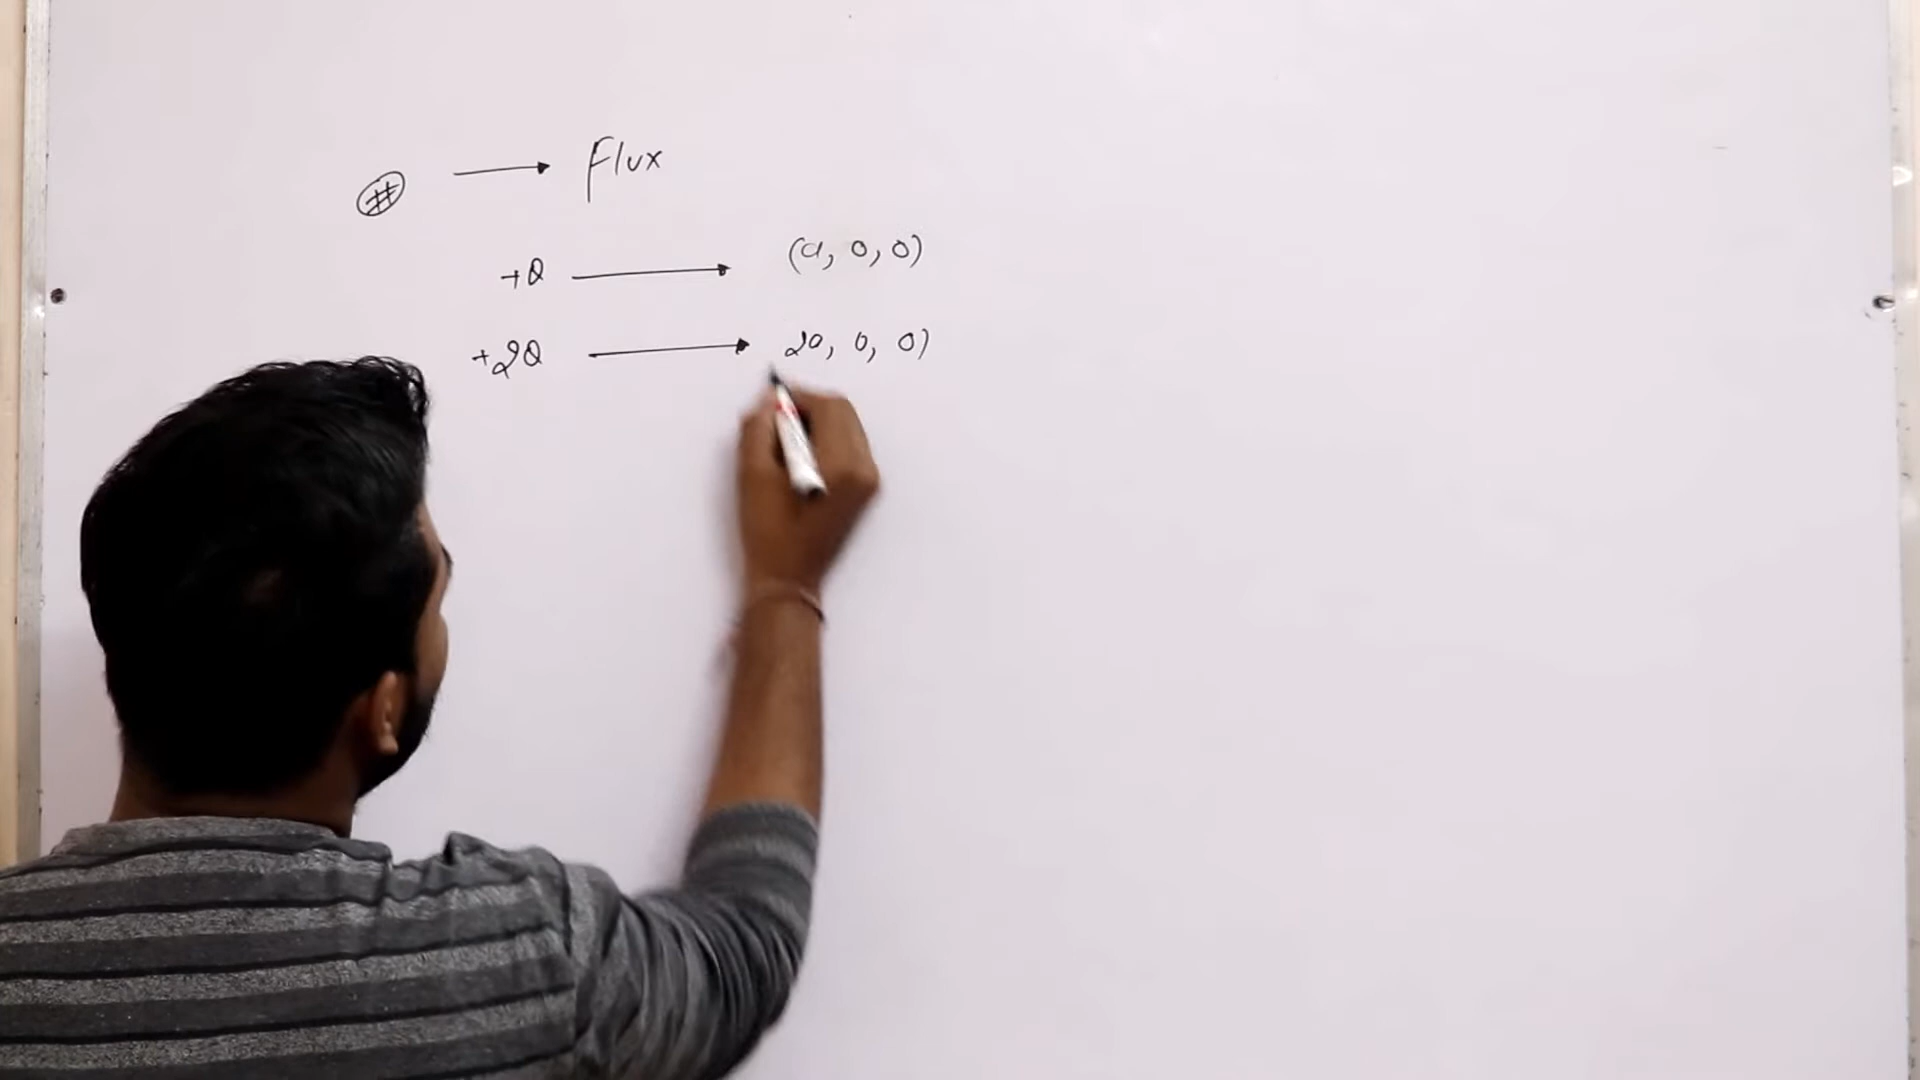 # → Flux
+Q → (a, 0, 0)
+2Q → 2a, 0, 0)